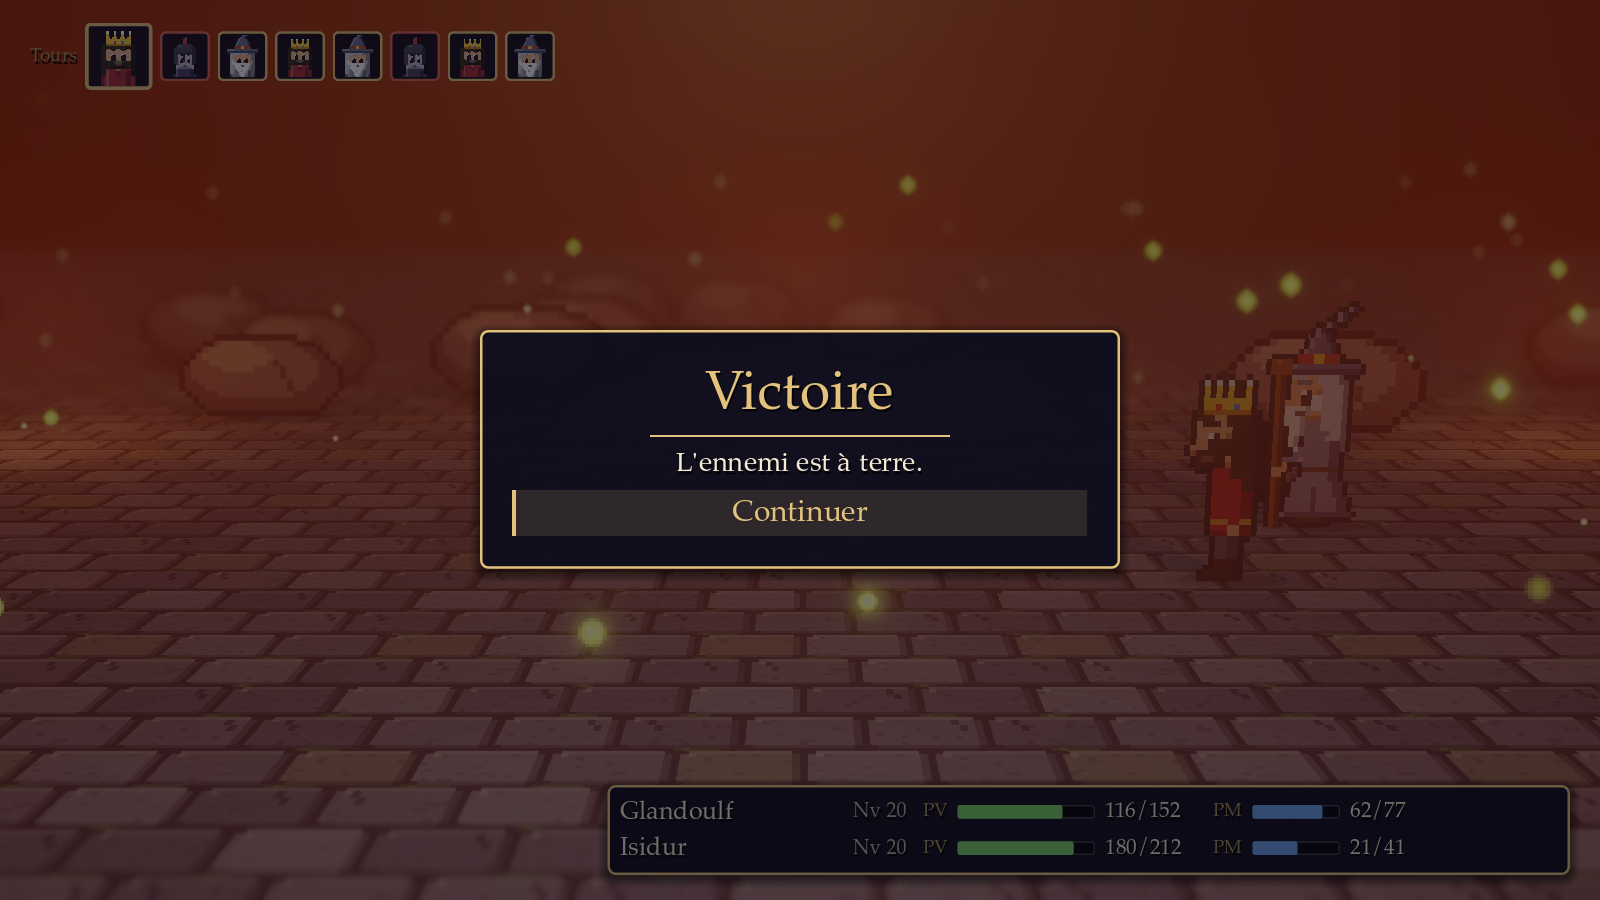 Tours
Victoire
L'ennemi est à terre.
Continuer
Glandoulf Nv 20 PV 116/152 PM 62/77
Isidur Nv 20 PV 180/212 PM 21/41